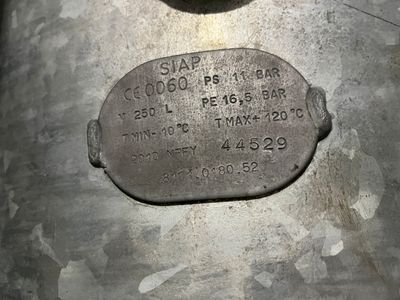 SIAP
CE 0060 PS 11 BAR
V 250 L PE 16,5 BAR
T MIN- 10°C T MAX+ 120°C
44529